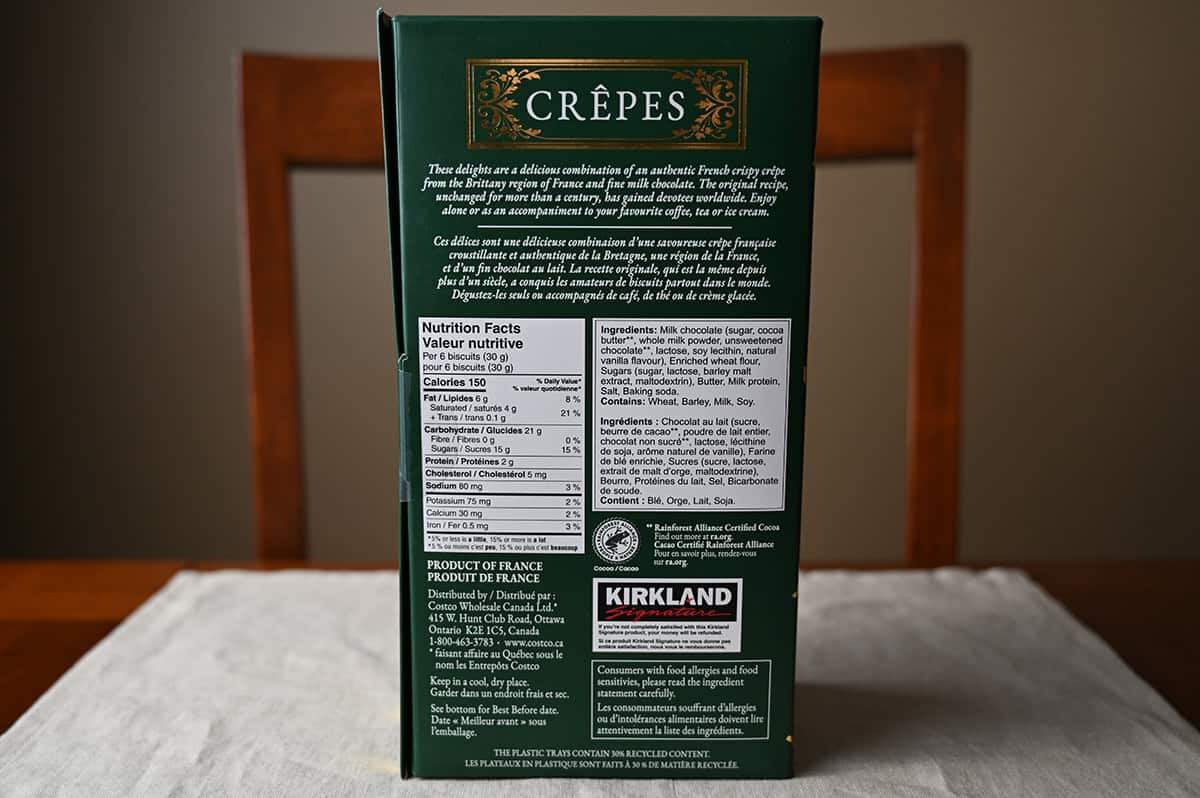 CRÊPES
These delights are a delicious combination of an authentic French crispy crêpe
from the Brittany region of France and fine milk chocolate. The original recipe,
unchanged for more than a century, has gained devotees worldwide. Enjoy
alone or as an accompaniment to your favourite coffee, tea or ice cream.
Ces délices sont une délicieuse combinaison d'une savoureuse crêpe française
croustillante et authentique de la Bretagne, une région de la France,
et d'un fin chocolat au lait. La recette originale, qui est la même depuis
plus d'un siècle, a conquis les amateurs de biscuits partout dans le monde.
Dégustez-les seuls ou accompagnés de café, de thé ou de crème glacée.
Nutrition Facts
Valeur nutritive
Per 6 biscuits (30 g)
pour 6 biscuits (30 g)
Calories 150
% Daily Value*
% valeur quotidienne*
Fat / Lipides 6 g 8 %
Saturated / saturés 4 g
+ Trans / trans 0.1 g 21 %
Carbohydrate / Glucides 21 g
Fibre / Fibres 0 g 0 %
Sugars / Sucres 15 g 15 %
Protein / Protéines 2 g
Cholesterol / Cholestérol 5 mg
Sodium 80 mg 3 %
Potassium 75 mg 2 %
Calcium 30 mg 2 %
Iron / Fer 0.5 mg 3 %
*5% or less is a little, 15% or more is a lot
*5 % ou moins c'est peu, 15 % ou plus c'est beaucoup
Ingredients: Milk chocolate (sugar, cocoa
butter**, whole milk powder, unsweetened
chocolate**, lactose, soy lecithin, natural
vanilla flavour), Enriched wheat flour,
Sugars (sugar, lactose, barley malt
extract, maltodextrin), Butter, Milk protein,
Salt, Baking soda.
Contains: Wheat, Barley, Milk, Soy.
Ingrédients : Chocolat au lait (sucre,
beurre de cacao**, poudre de lait entier,
chocolat non sucré**, lactose, lécithine
de soja, arôme naturel de vanille), Farine
de blé enrichie, Sucres (sucre, lactose,
extrait de malt d'orge, maltodextrine),
Beurre, Protéines du lait, Sel, Bicarbonate
de soude.
Contient : Blé, Orge, Lait, Soja.
RAINFOREST ALLIANCE
PEOPLE & NATURE
Cocoa / Cacao
** Rainforest Alliance Certified Cocoa
Find out more at ra.org.
Cacao Certifié Rainforest Alliance
Pour en savoir plus, rendez-vous
sur ra.org.
PRODUCT OF FRANCE
PRODUIT DE FRANCE
Distributed by / Distribué par :
Costco Wholesale Canada Ltd.*
415 W. Hunt Club Road, Ottawa
Ontario K2E 1C5, Canada
1-800-463-3783 • www.costco.ca
* faisant affaire au Québec sous le
nom les Entrepôts Costco
Keep in a cool, dry place.
Garder dans un endroit frais et sec.
See bottom for Best Before date.
Date « Meilleur avant » sous
l'emballage.
KIRKLAND
Signature
If you're not completely satisfied with this Kirkland
Signature product, your money will be refunded.
Si ce produit Kirkland Signature ne vous donne pas
entière satisfaction, nous vous le rembourserons.
Consumers with food allergies and food
sensitivies, please read the ingredient
statement carefully.
Les consommateurs souffrant d'allergies
ou d'intolérances alimentaires doivent lire
attentivement la liste des ingrédients.
THE PLASTIC TRAYS CONTAIN 30% RECYCLED CONTENT.
LES PLATEAUX EN PLASTIQUE SONT FAITS À 30 % DE MATIÈRE RECYCLÉE.